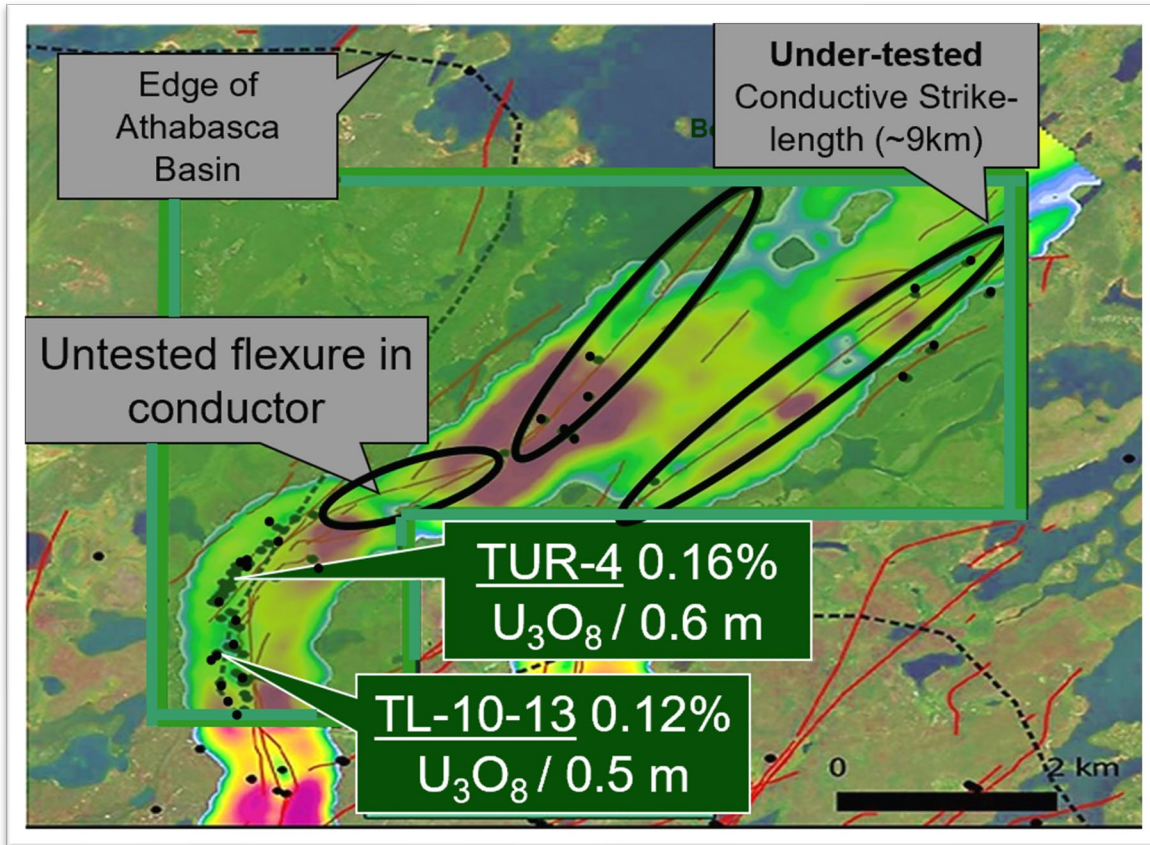 Edge of
Athabasca
Basin
Under-tested
Conductive Strike-
length (~9km)
Untested flexure in
conductor
TUR-4 0.16%
U₃O₈ / 0.6 m
TL-10-13 0.12%
U₃O₈ / 0.5 m
0 2 km